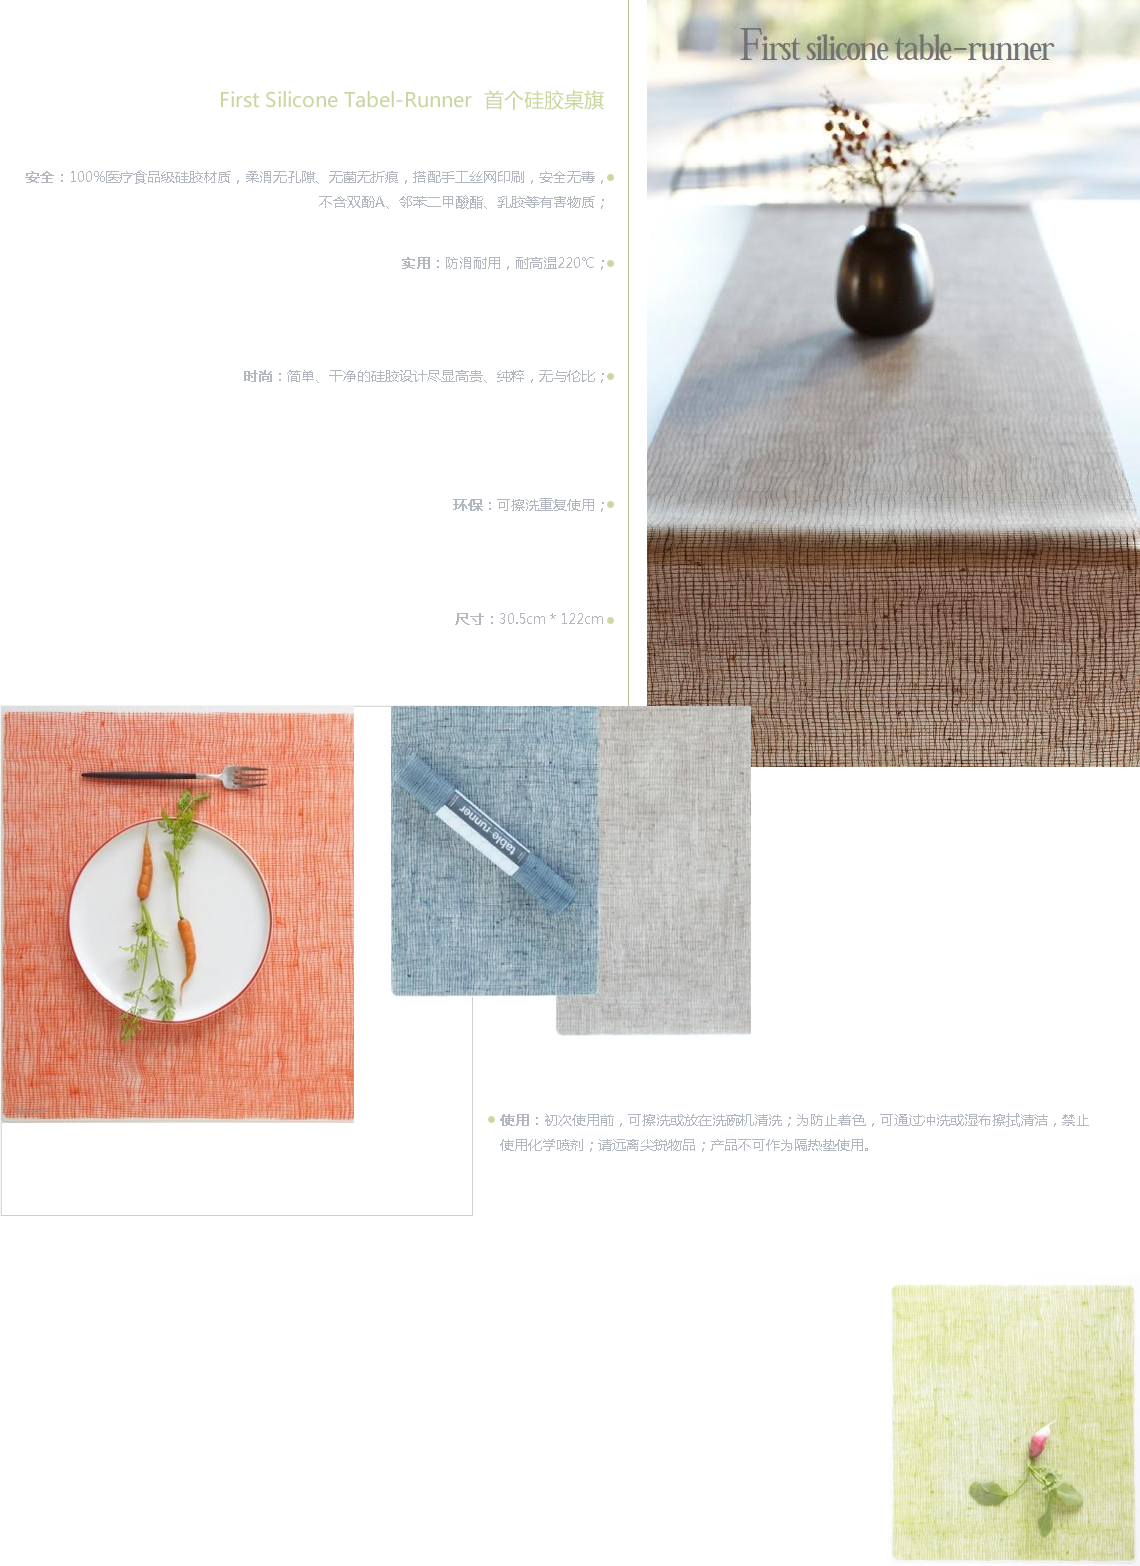 First silicone table-runner
First Silicone Tabel-Runner 首个硅胶桌旗
安全：100%医疗食品级硅胶材质，柔滑无孔隙、无菌无折痕，搭配手工丝网印刷，安全无毒，
不含双酚A、邻苯二甲酸酯、乳胶等有害物质；
实用：防滑耐用，耐高温220℃；
时尚：简单、干净的硅胶设计尽显高贵、纯粹，无与伦比；
环保：可擦洗重复使用；
尺寸：30.5cm * 122cm
table-runner
使用：初次使用前，可擦洗或放在洗碗机清洗；为防止着色，可通过冲洗或湿布擦拭清洁，禁止
使用化学喷剂；请远离尖锐物品；产品不可作为隔热垫使用。